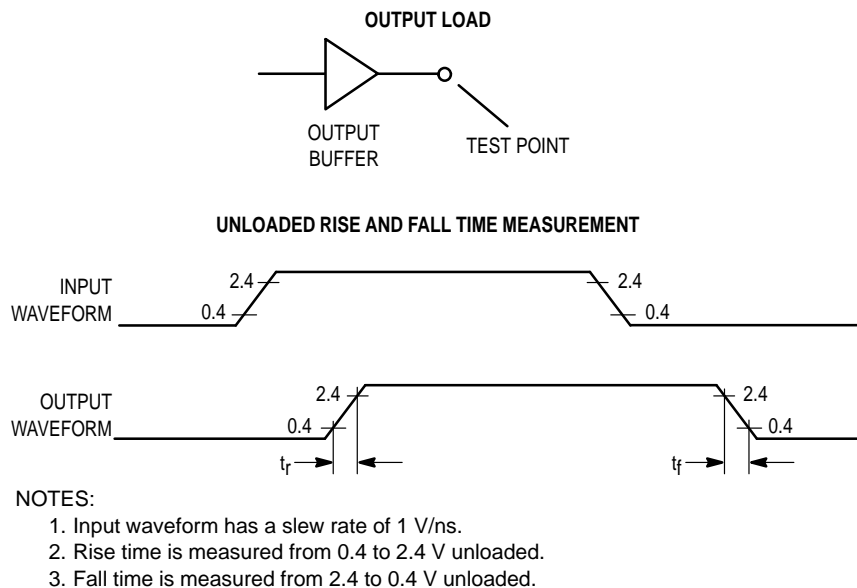 OUTPUT LOAD
OUTPUT
BUFFER
TEST POINT
UNLOADED RISE AND FALL TIME MEASUREMENT
INPUT
WAVEFORM
2.4
0.4
2.4
0.4
OUTPUT
WAVEFORM
2.4
0.4
2.4
0.4
tr
tf
NOTES:
1. Input waveform has a slew rate of 1 V/ns.
2. Rise time is measured from 0.4 to 2.4 V unloaded.
3. Fall time is measured from 2.4 to 0.4 V unloaded.